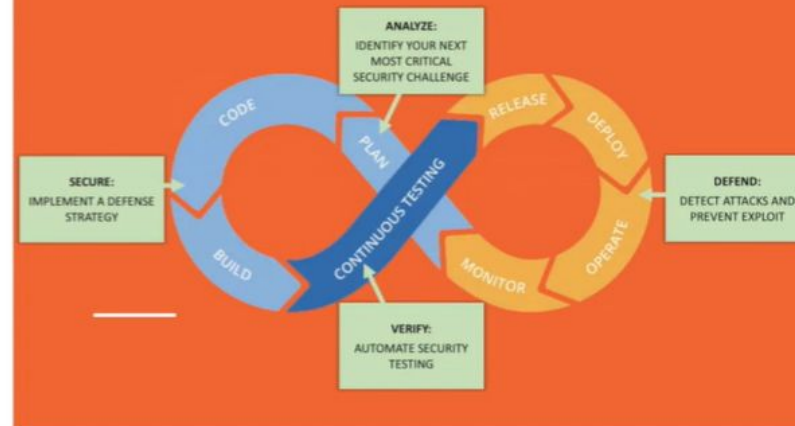 ANALYZE:
IDENTIFY YOUR NEXT
MOST CRITICAL
SECURITY CHALLENGE
CODE
PLAN
RELEASE
DEPLOY
SECURE:
IMPLEMENT A DEFENSE
STRATEGY
CONTINUOUS TESTING
DEFEND:
DETECT ATTACKS AND
PREVENT EXPLOIT
BUILD
MONITOR
OPERATE
VERIFY:
AUTOMATE SECURITY
TESTING